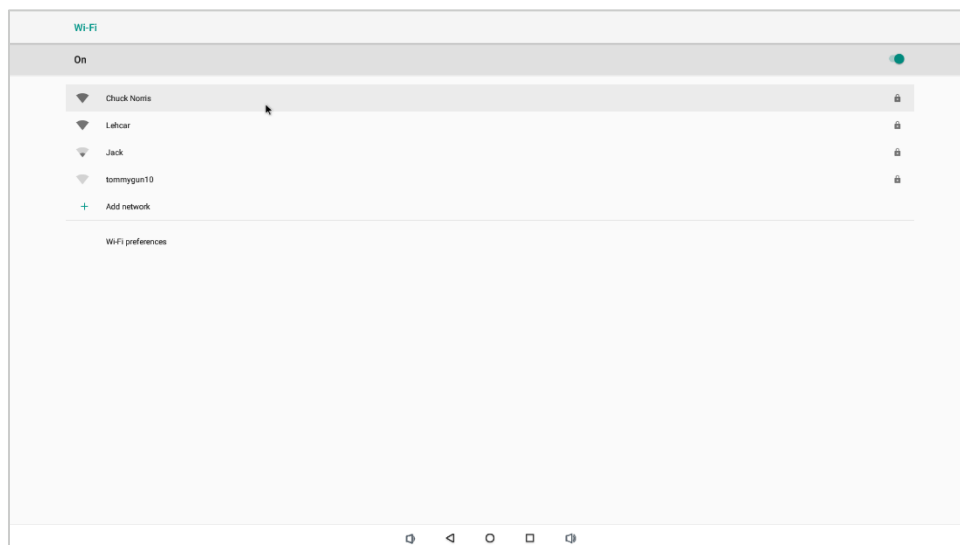 Wi-Fi
On
Chuck Norris
Lehcar
Jack
tommygun10
Add network
Wi-Fi preferences